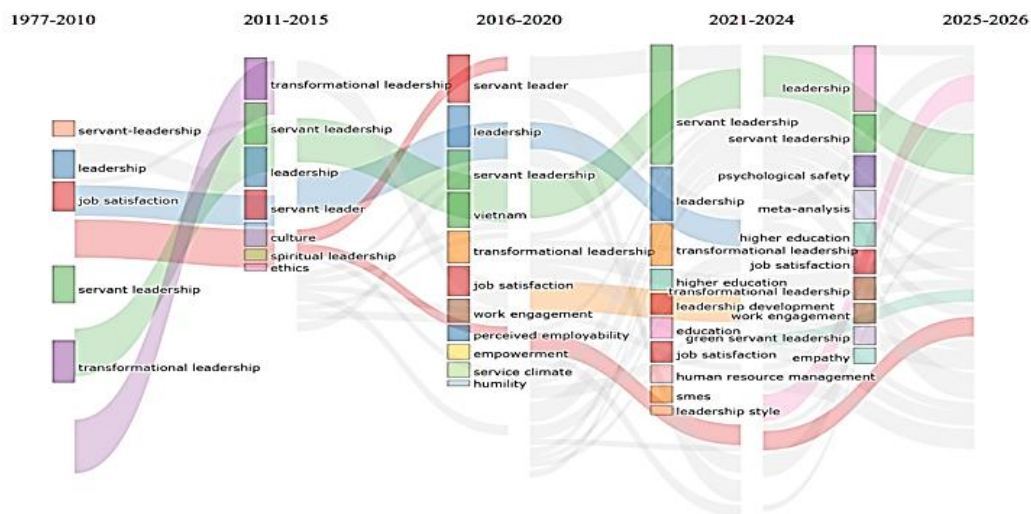 1977-2010
2011-2015
2016-2020
2021-2024
2025-2026
servant-leadership
leadership
job satisfaction
servant leadership
transformational leadership
transformational leadership
servant leadership
leadership
servant leader
culture
spiritual leadership
ethics
servant leader
leadership
servant leadership
vietnam
transformational leadership
job satisfaction
work engagement
perceived employability
empowerment
service climate
humility
servant leadership
leadership
transformational leadership
higher education
leadership development
education
job satisfaction
human resource management
smes
leadership style
leadership
servant leadership
psychological safety
meta-analysis
higher education
job satisfaction
transformational leadership
work engagement
green servant leadership
empathy